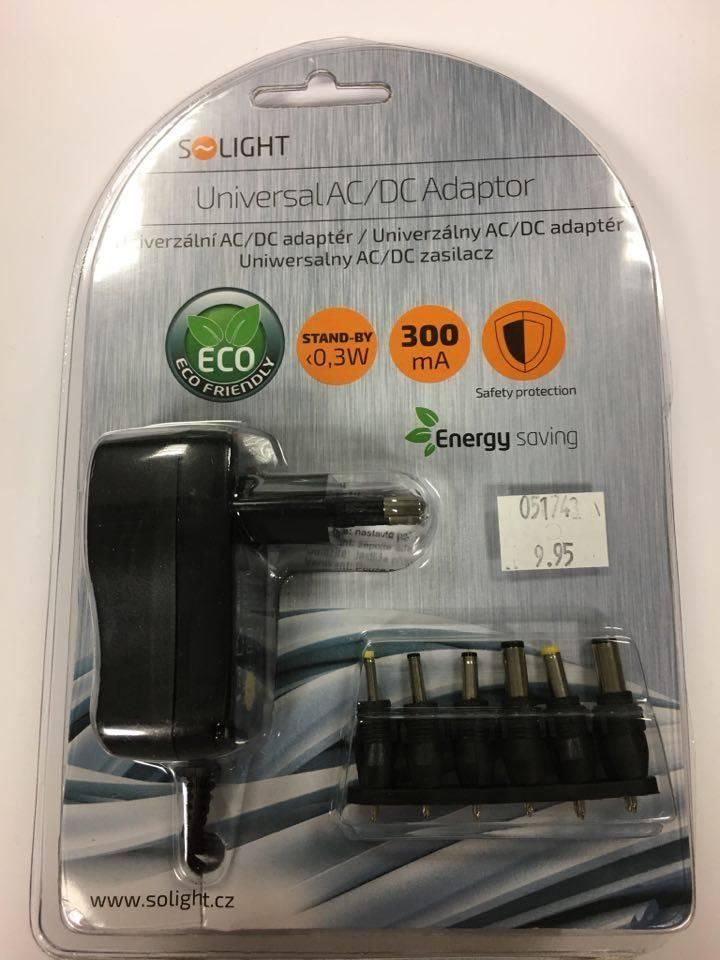 SOLIGHT
Universal AC/DC Adaptor
iverzální AC/DC adaptér / Univerzálny AC/DC adaptér
Uniwersalny AC/DC zasilacz
ECO
ECO FRIENDLY
STAND-BY
<0,3W
300
mA
Safety protection
Energy saving
051743
9.95
www.solight.cz